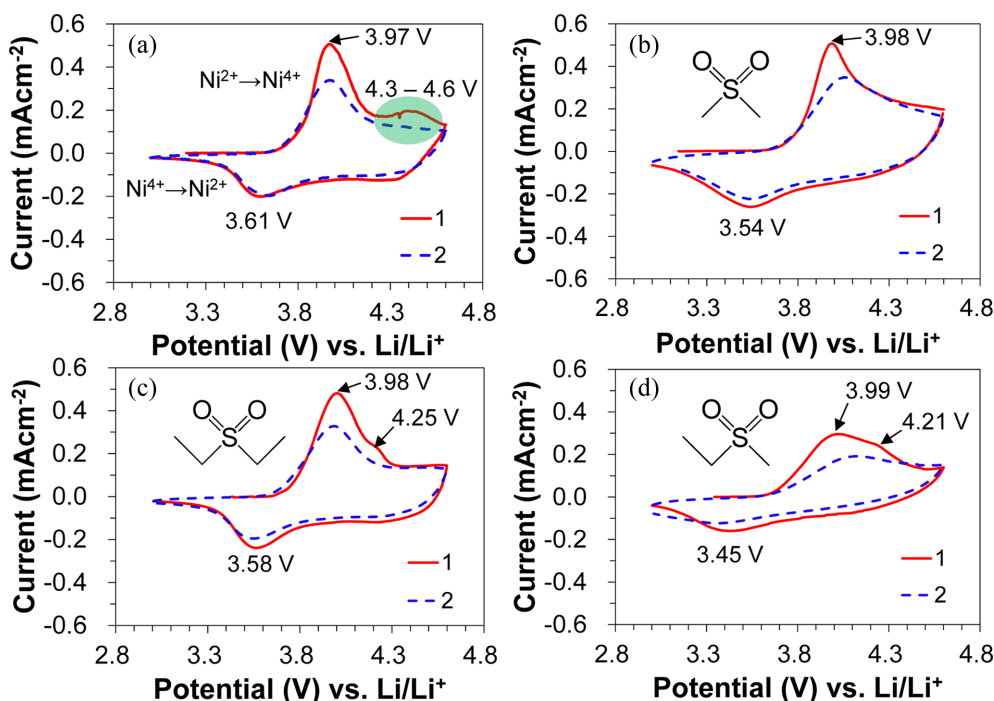 (a)
3.97 V
Ni²⁺→Ni⁴⁺
4.3 – 4.6 V
Ni⁴⁺→Ni²⁺
3.61 V
1
2
0.6
0.4
0.2
0.0
-0.2
-0.4
-0.6
2.8 3.3 3.8 4.3 4.8
Current (mAcm⁻²)
Potential (V) vs. Li/Li⁺
(b)
3.98 V
O O
S
3.54 V
1
2
0.6
0.4
0.2
0.0
-0.2
-0.4
-0.6
2.8 3.3 3.8 4.3 4.8
Current (mAcm⁻²)
Potential (V) vs. Li/Li⁺
(c)
3.98 V
4.25 V
O O
S
3.58 V
1
2
0.6
0.4
0.2
0.0
-0.2
-0.4
-0.6
2.8 3.3 3.8 4.3 4.8
Current (mAcm⁻²)
Potential (V) vs. Li/Li⁺
(d)
3.99 V
4.21 V
O O
S
3.45 V
1
2
0.6
0.4
0.2
0.0
-0.2
-0.4
-0.6
2.8 3.3 3.8 4.3 4.8
Current (mAcm⁻²)
Potential (V) vs. Li/Li⁺